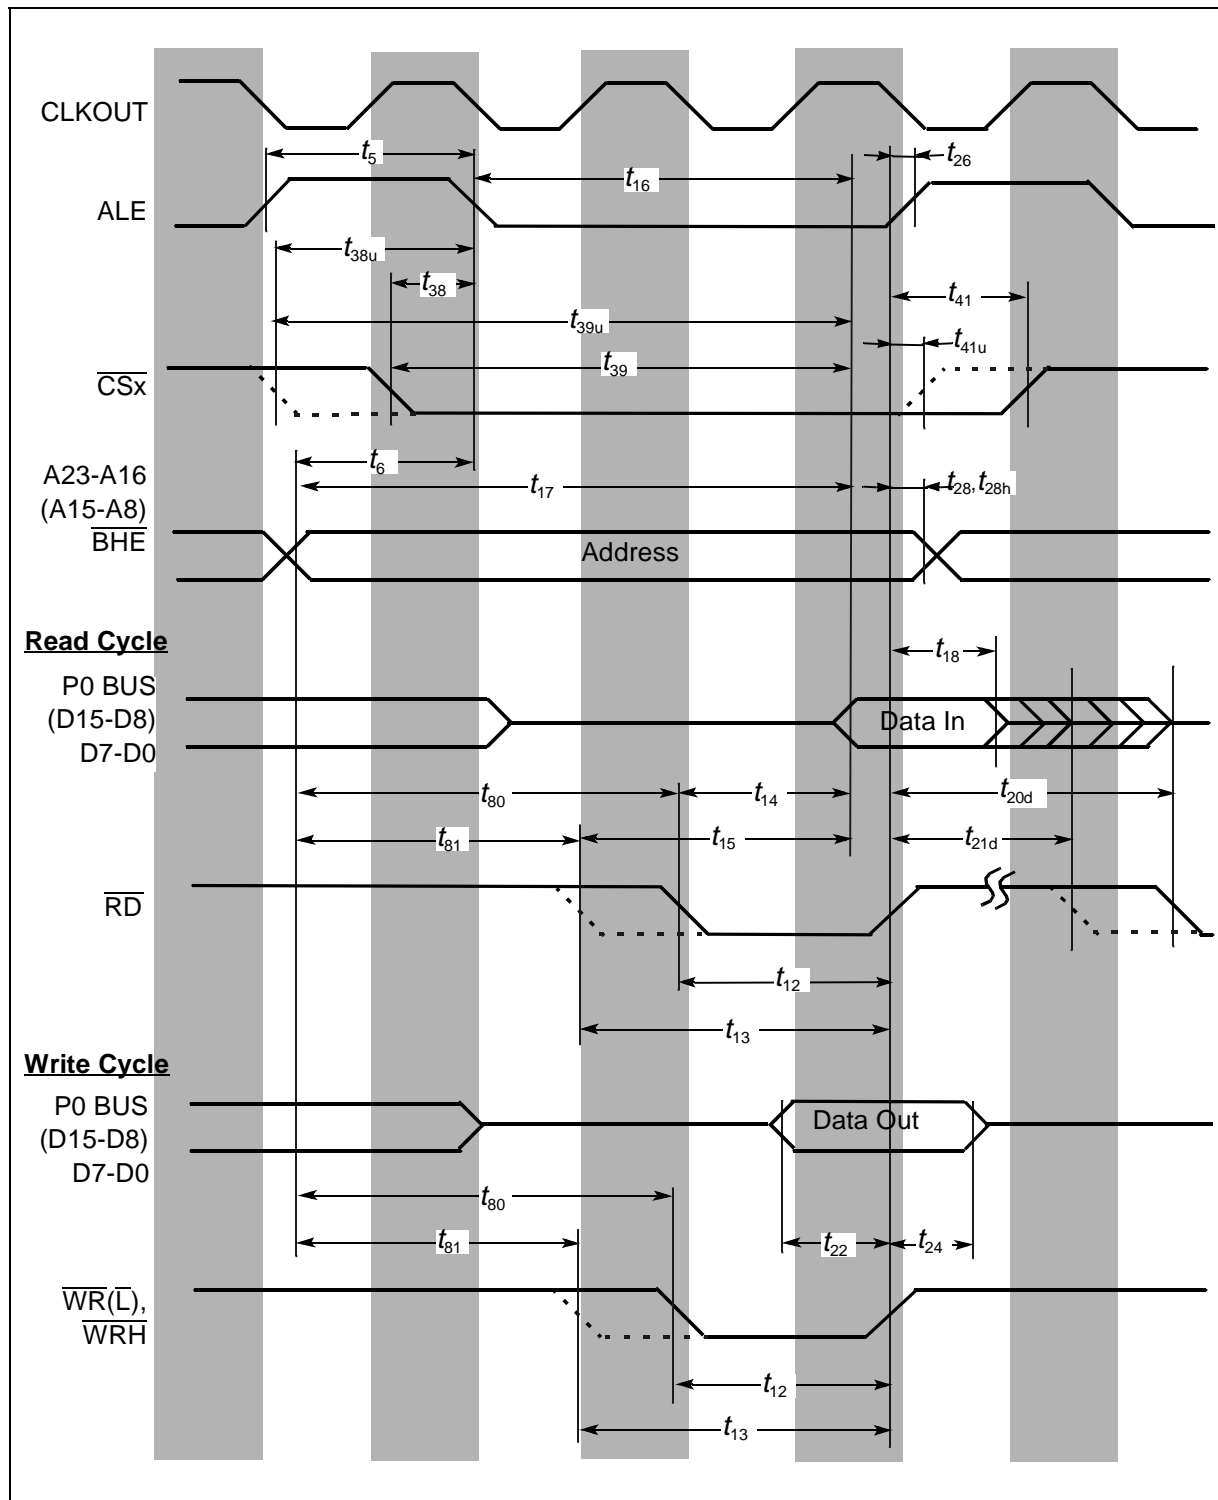 CLKOUT
t5
t26
t16
ALE
t38u
t38
t41
t39u
t41u
t39
CSx
t6
A23-A16
t17
t28, t28h
(A15-A8)
BHE
Address
Read Cycle
t18
P0 BUS
(D15-D8)
Data In
D7-D0
t80
t14
t20d
t81
t15
t21d
RD
t12
t13
Write Cycle
P0 BUS
Data Out
(D15-D8)
D7-D0
t80
t81
t22
t24
WR(L),
WRH
t12
t13